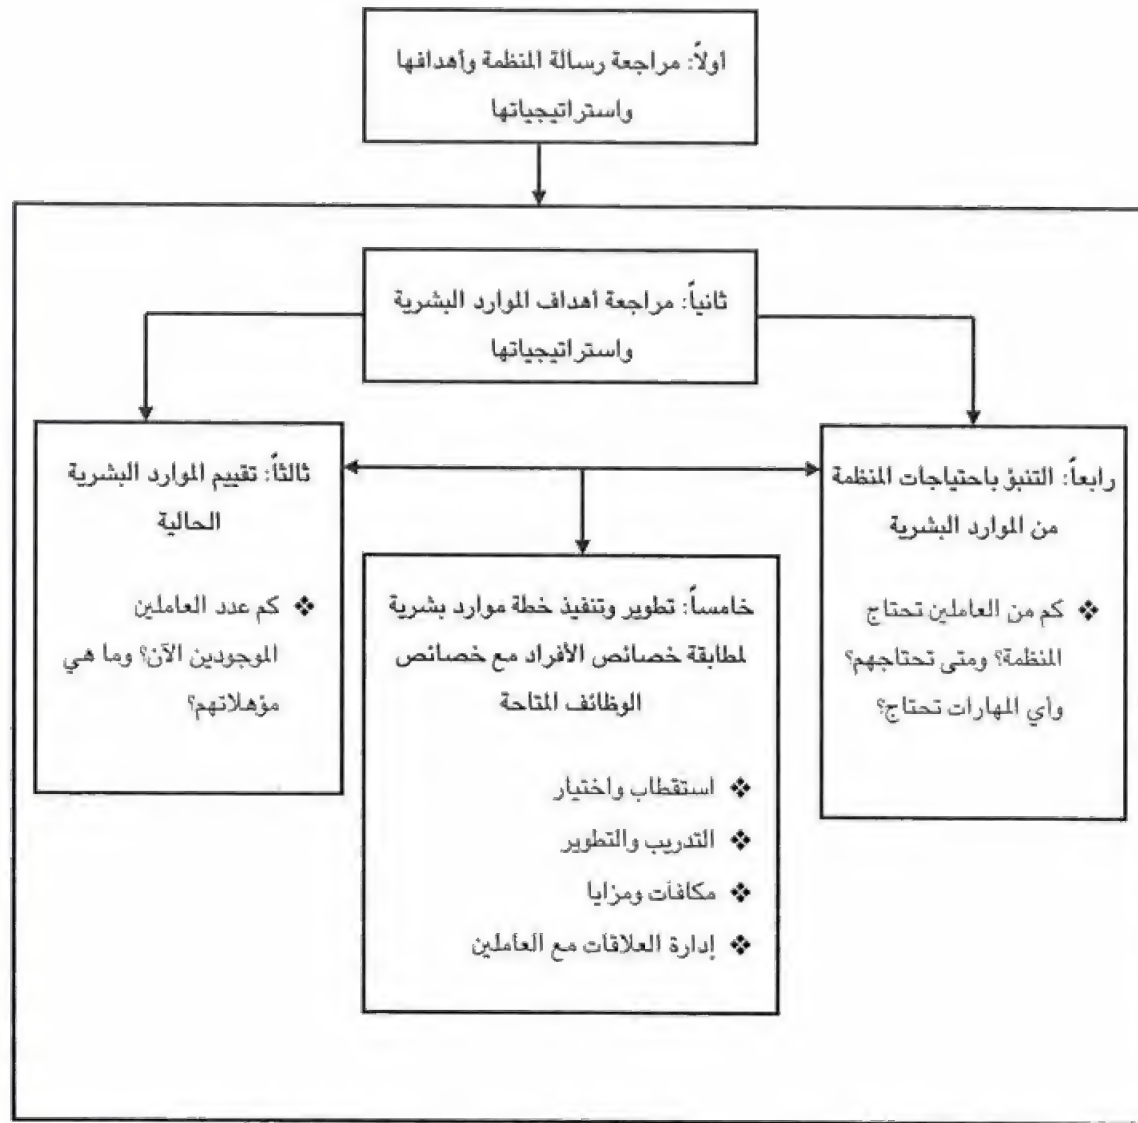 أولاً: مراجعة رسالة المنظمة وأهدافها
واستراتيجياتها
ثانياً: مراجعة أهداف الموارد البشرية
واستراتيجياتها
ثالثاً: تقييم الموارد البشرية
الحالية
❖ كم عدد العاملين
الموجودين الآن؟ وما هي
مؤهلاتهم؟
رابعاً: التنبؤ باحتياجات المنظمة
من الموارد البشرية
❖ كم من العاملين تحتاج
المنظمة؟ ومتى تحتاجهم؟
وأي المهارات تحتاج؟
خامساً: تطوير وتنفيذ خطة موارد بشرية
لمطابقة خصائص الأفراد مع خصائص
الوظائف المتاحة
❖ استقطاب واختيار
❖ التدريب والتطوير
❖ مكافآت ومزايا
❖ إدارة العلاقات مع العاملين